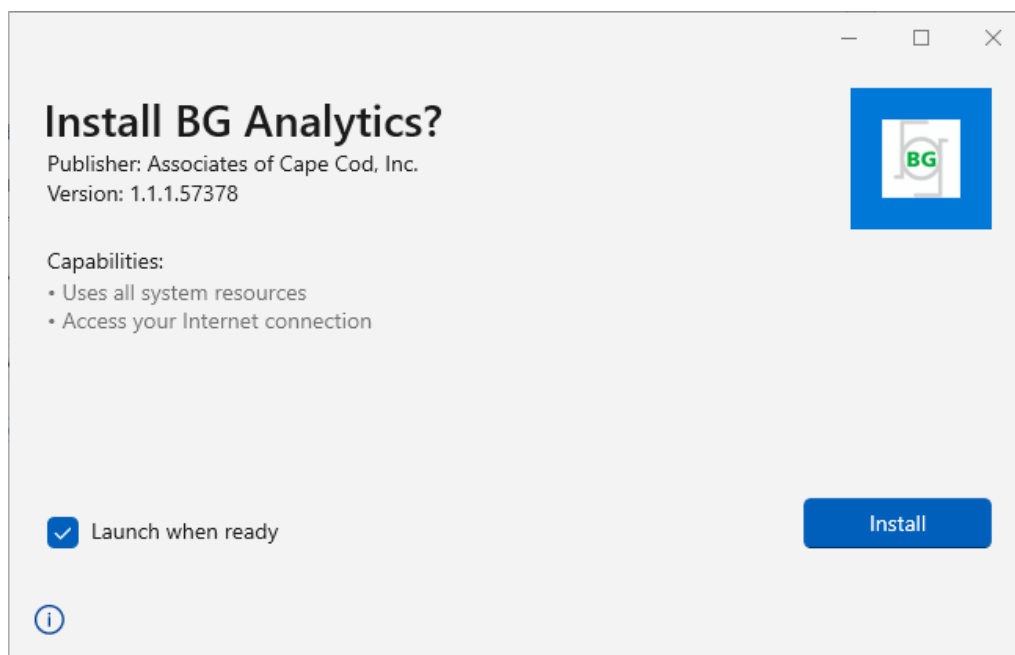 Install BG Analytics?
Publisher: Associates of Cape Cod, Inc.
Version: 1.1.1.57378
BG
Capabilities:
• Uses all system resources
• Access your Internet connection
Launch when ready
Install